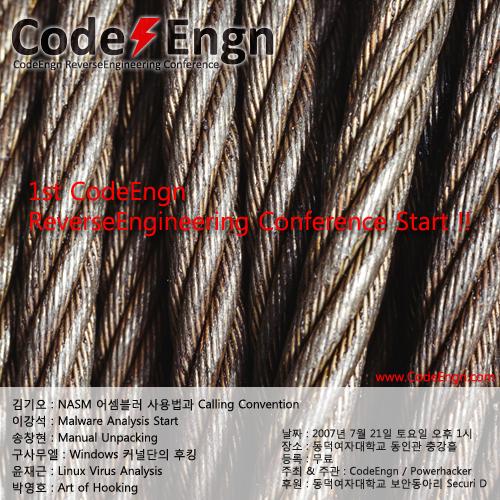 Code Engn
CodeEngn ReverseEngineering Conference
1st CodeEngn
ReverseEngineering Conference Start !!
www.CodeEngn.com
김기오 : NASM 어셈블러 사용법과 Calling Convention
이강석 : Malware Analysis Start
송창현 : Manual Unpacking
구사무엘 : Windows 커널단의 후킹
윤재근 : Linux Virus Analysis
박영호 : Art of Hooking
날짜 : 2007년 7월 21일 토요일 오후 1시
장소 : 동덕여자대학교 동인관 충강홀
등록 : 무료
주최 & 주관 : CodeEngn / Powerhacker
후원 : 동덕여자대학교 보안동아리 Securi D